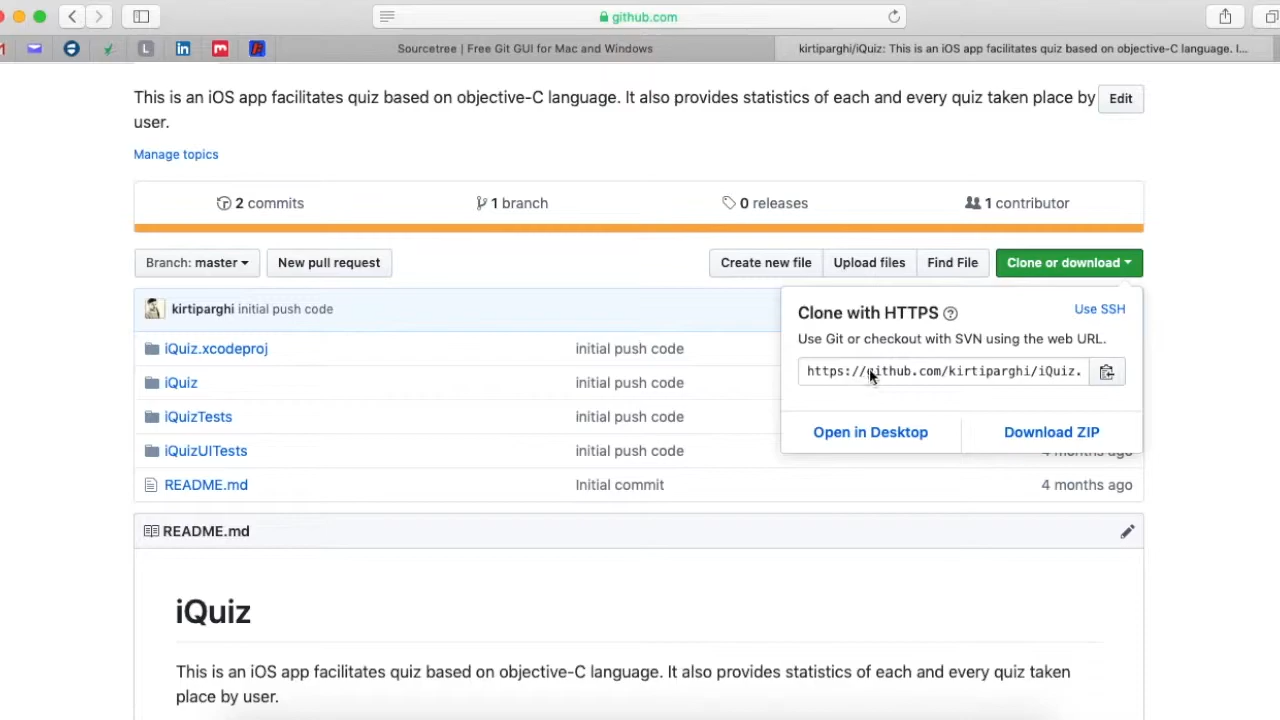 github.com
L
Sourcetree | Free Git GUI for Mac and Windows
kirtiparghi/iQuiz: This is an iOS app facilitates quiz based on objective-C language. I...
This is an iOS app facilitates quiz based on objective-C language. It also provides statistics of each and every quiz taken place by
user.
Edit
Manage topics
2 commits
1 branch
0 releases
1 contributor
Branch: master
New pull request
Create new file
Upload files
Find File
Clone or download
kirtiparghi initial push code
Clone with HTTPS
Use SSH
Use Git or checkout with SVN using the web URL.
https://github.com/kirtiparghi/iQuiz.
Open in Desktop
Download ZIP
iQuiz.xcodeproj
initial push code
iQuiz
initial push code
iQuizTests
initial push code
iQuizUITests
initial push code
4 months ago
README.md
Initial commit
4 months ago
README.md
iQuiz
This is an iOS app facilitates quiz based on objective-C language. It also provides statistics of each and every quiz taken
place by user.